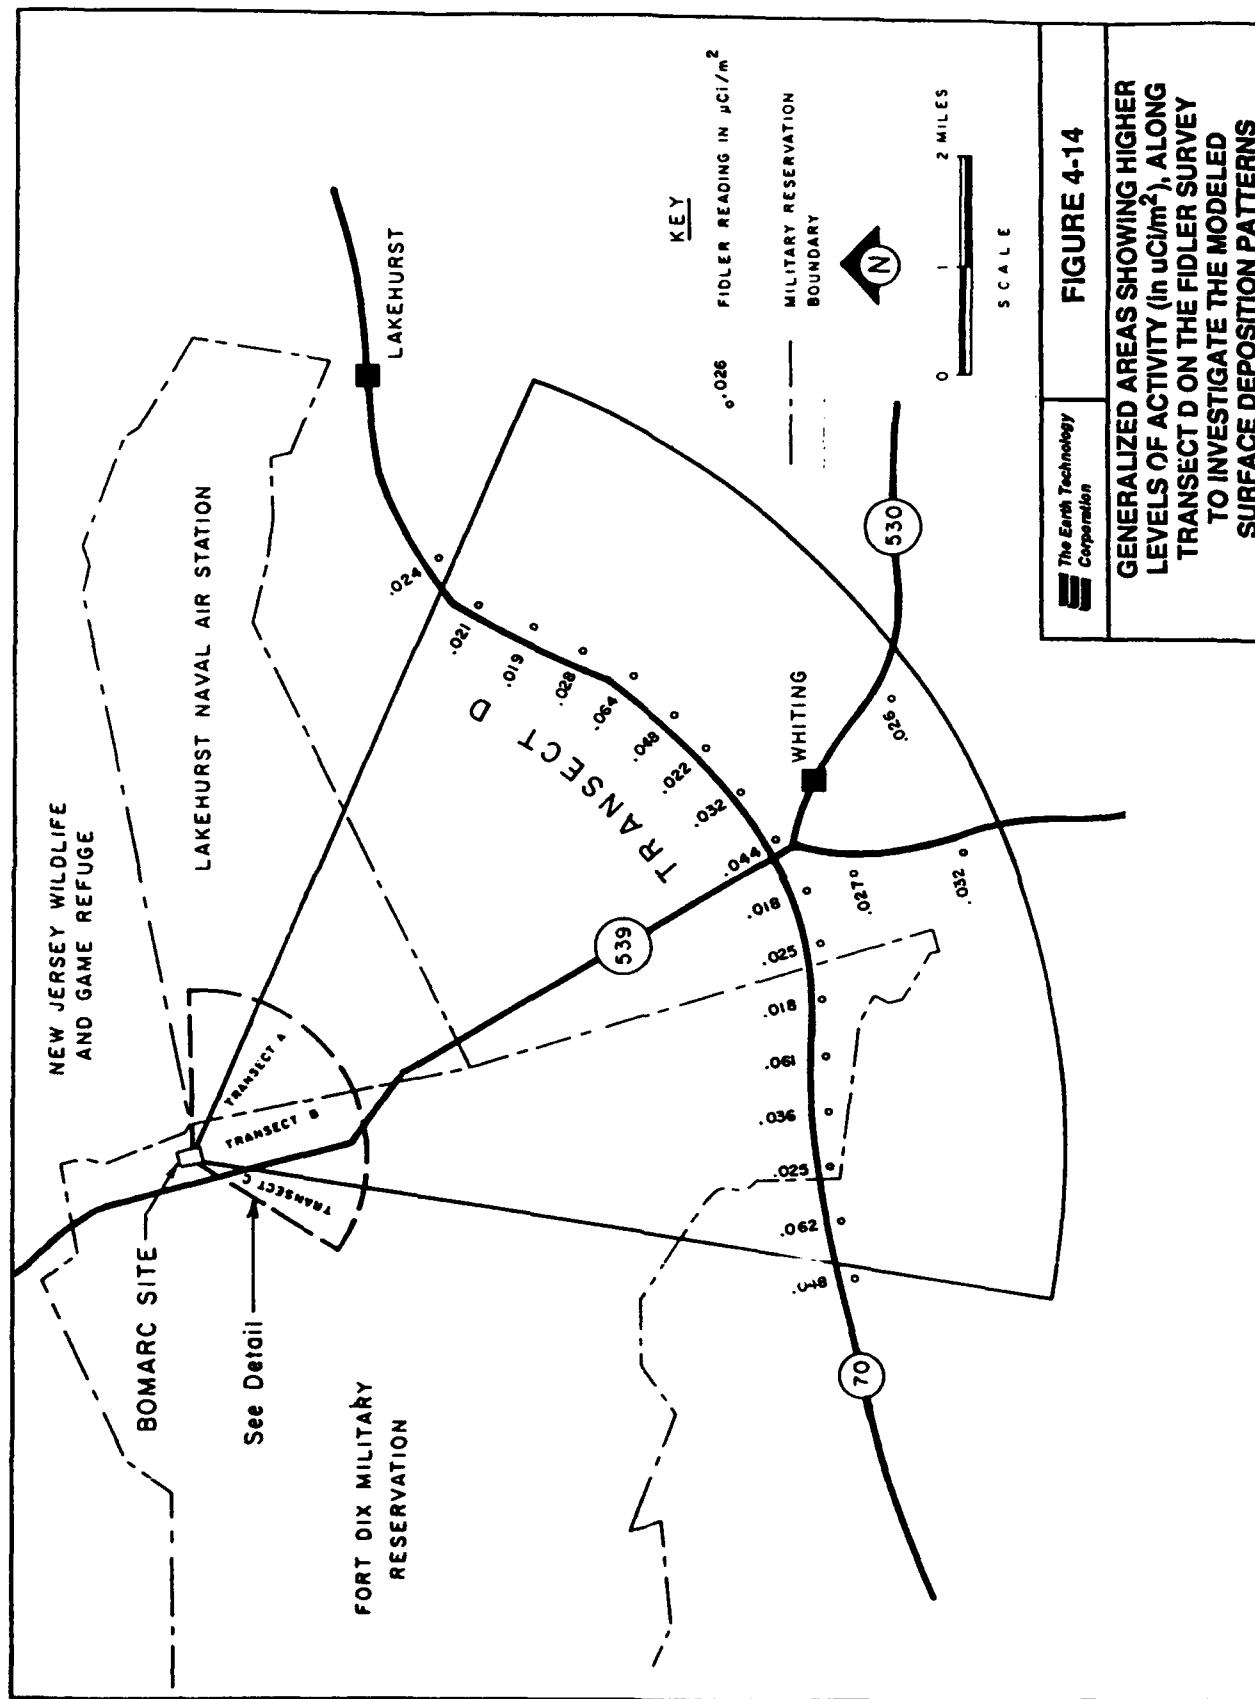 NEW JERSEY WILDLIFE
AND GAME REFUGE
LAKEHURST NAVAL AIR STATION
LAKEHURST
BOMARC SITE
See Detail
TRANSECT A
TRANSECT B
TRANSECT C
FORT DIX MILITARY
RESERVATION
TRANSECT D
539
WHITING
530
70
.024
.021
.019
.028
.064
.048
.022
.032
.044
.018
.025
.018
.061
.036
.025
.062
.048
.027
.032
.026
KEY
.026
FIDLER READING IN µCi/m²
MILITARY RESERVATION
BOUNDARY
N
0 1 2 MILES
SCALE
The Earth Technology
Corporation
FIGURE 4-14
GENERALIZED AREAS SHOWING HIGHER
LEVELS OF ACTIVITY (In uCi/m²), ALONG
TRANSECT D ON THE FIDLER SURVEY
TO INVESTIGATE THE MODELED
SURFACE DEPOSITION PATTERNS